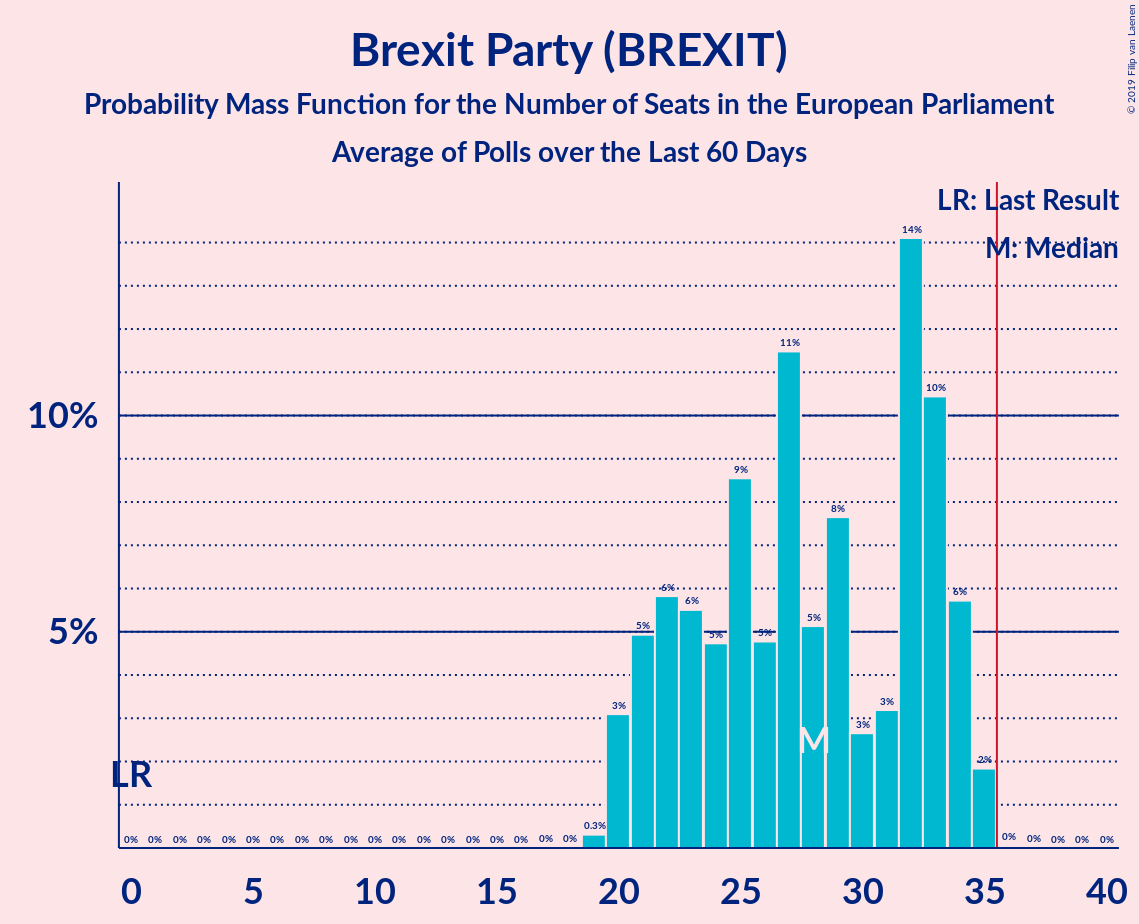 © 2019 Filip van Laenen
Brexit Party (BREXIT)
Probability Mass Function for the Number of Seats in the European Parliament
Average of Polls over the Last 60 Days
LR: Last Result
M: Median
14%
11%
10%
10%
9%
8%
6%
6%
6%
5%
5%
5%
5%
5%
3%
3%
3%
M
2%
LR
0.3%
0% 0% 0% 0% 0% 0% 0% 0% 0% 0% 0% 0% 0% 0% 0% 0% 0% 0% 0% 0% 0% 0% 0% 0%
0 5 10 15 20 25 30 35 40